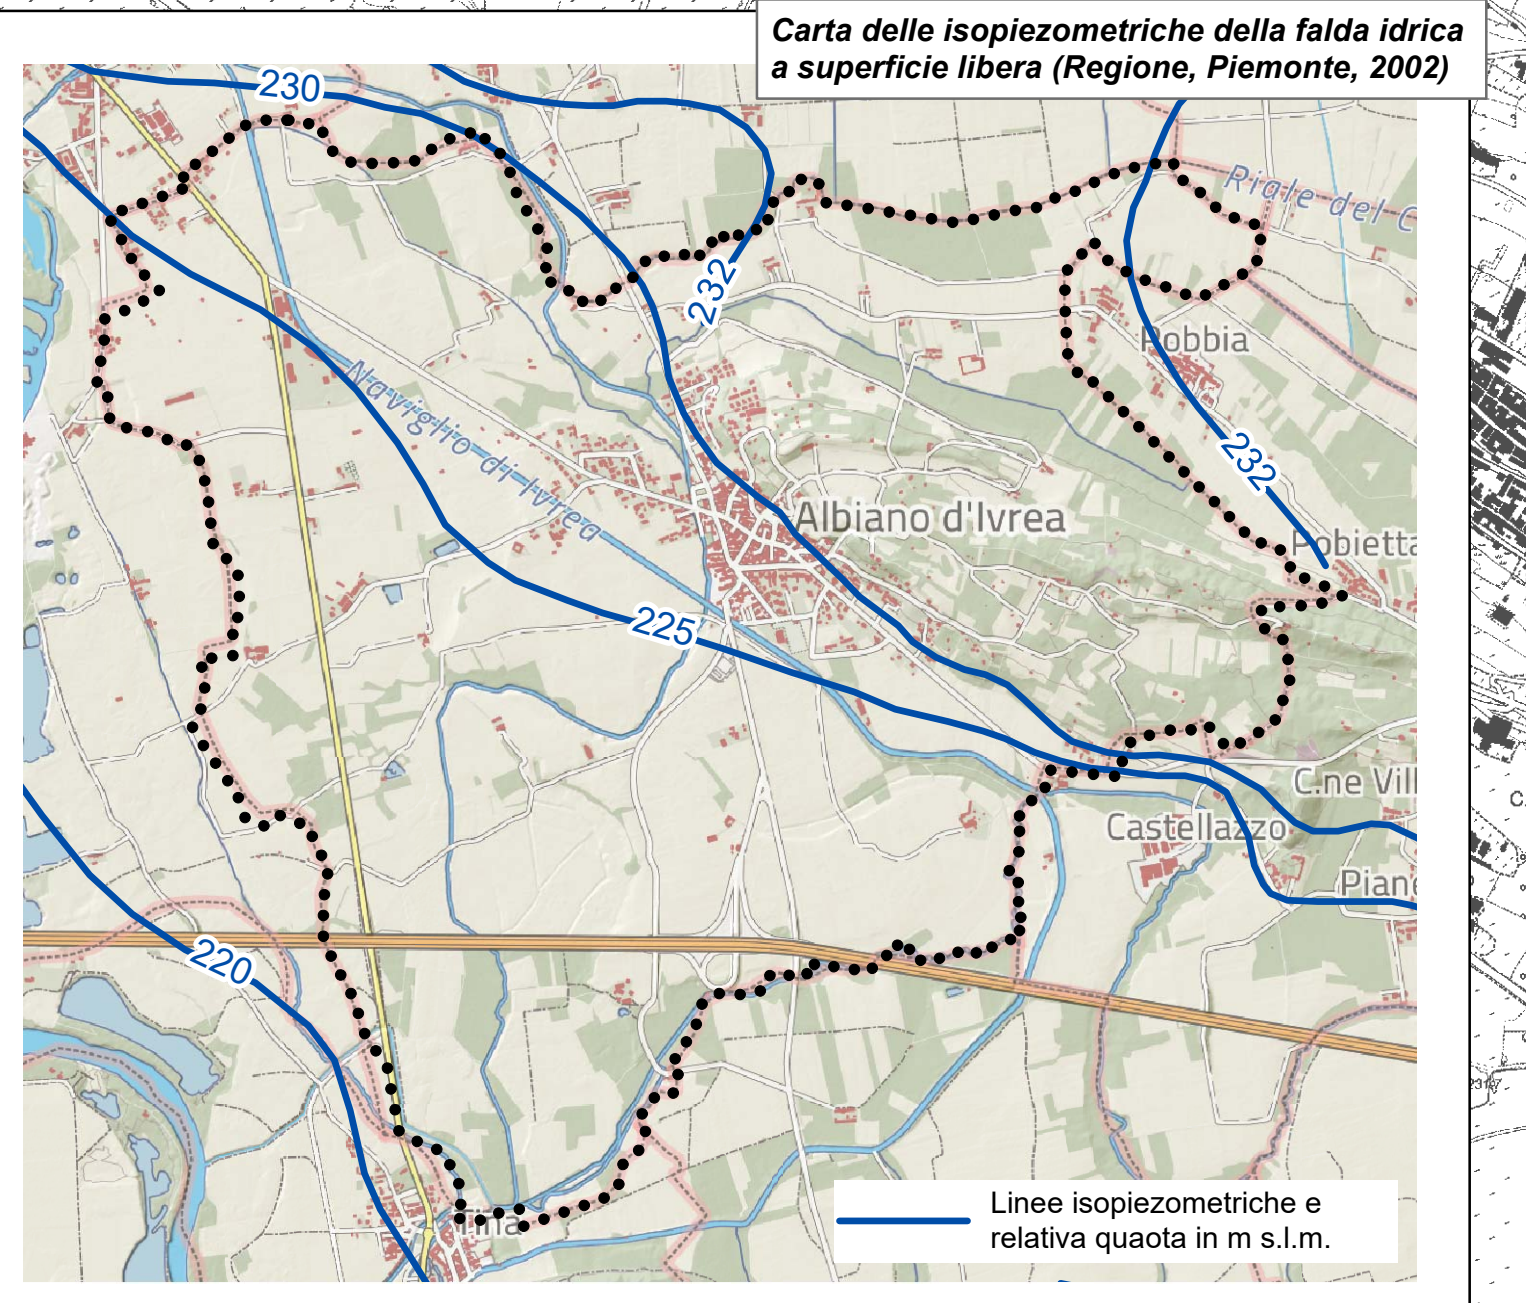 Carta delle isopiezometriche della falda idrica
a superficie libera (Regione, Piemonte, 2002)
230
Riale del C
232
Robbia
Naviglio di Ivrea
232
Albiano d'Ivrea
Robietta
225
C.ne Vill
C.
Castellazzo
Piane
220
Tina
Linee isopiezometriche e
relativa quaota in m s.l.m.